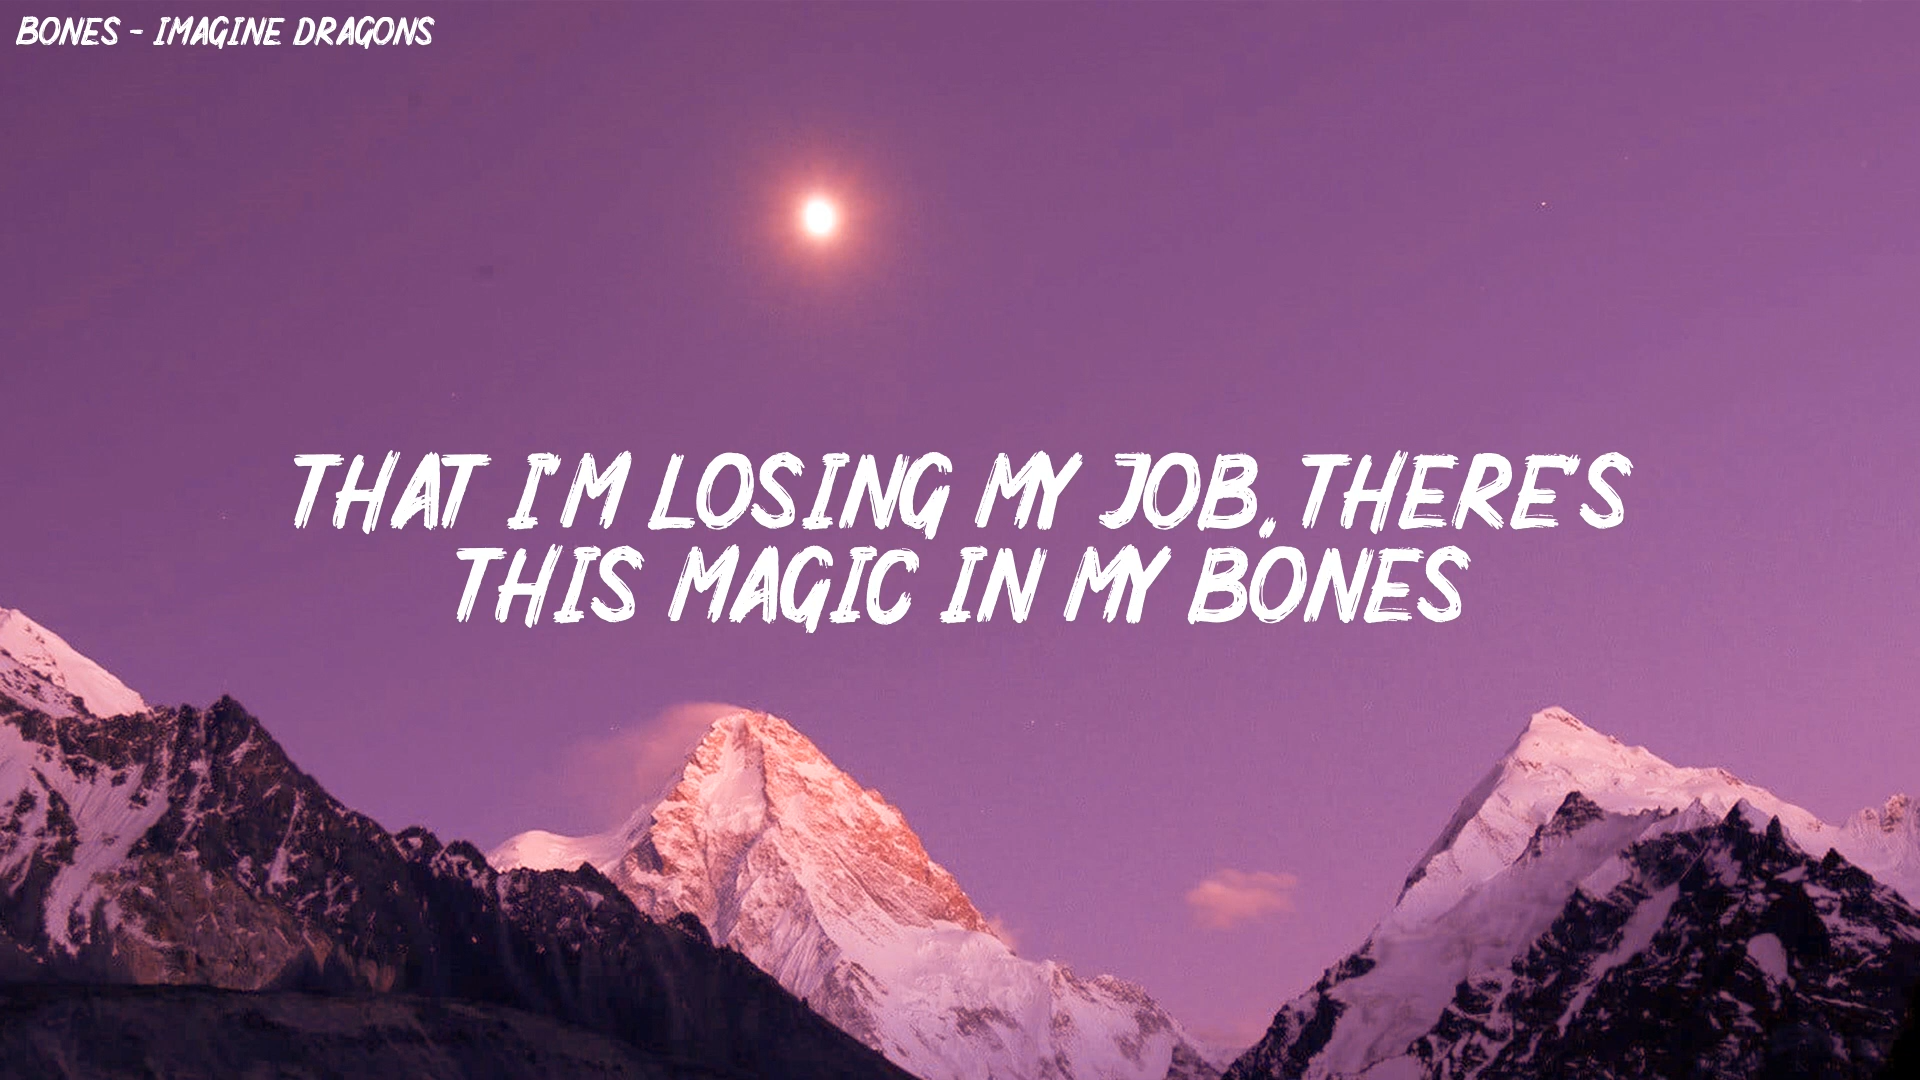 BONES - IMAGINE DRAGONS
THAT I'M LOSING MY JOB, THERE'S
THIS MAGIC IN MY BONES